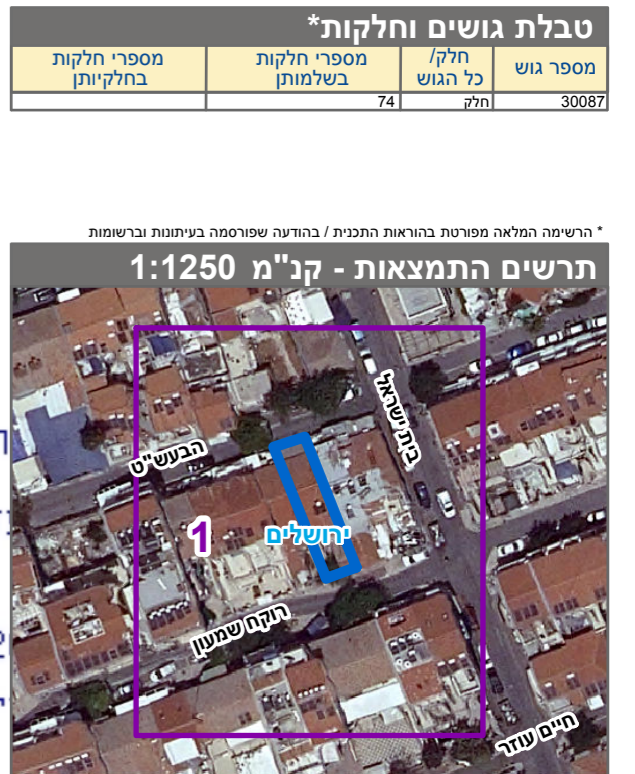 טבלת גושים וחלקות*
מספר גוש
חלק/
כל הגוש
מספרי חלקות
בשלמותן
מספרי חלקות
בחלקיותן
30087
חלק
74
* הרשימה המלאה מפורטת בהוראות התכנית / בהודעה שפורסמה בעיתונות וברשומות
תרשים התמצאות - קנ"מ 1:1250
בית ישראל
הבעש"ט
1
ירושלים
רוקח שמעון
חיים עוזר